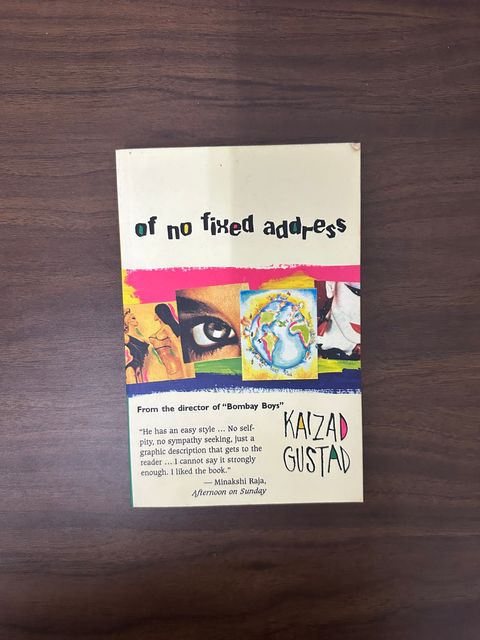 of no fixed address
From the director of "Bombay Boys"
KAIZAD
GUSTAD
"He has an easy style ... No self-
pity, no sympathy seeking, just a
graphic description that gets to the
reader ... I cannot say it strongly
enough. I liked the book."
— Minakshi Raja,
Afternoon on Sunday